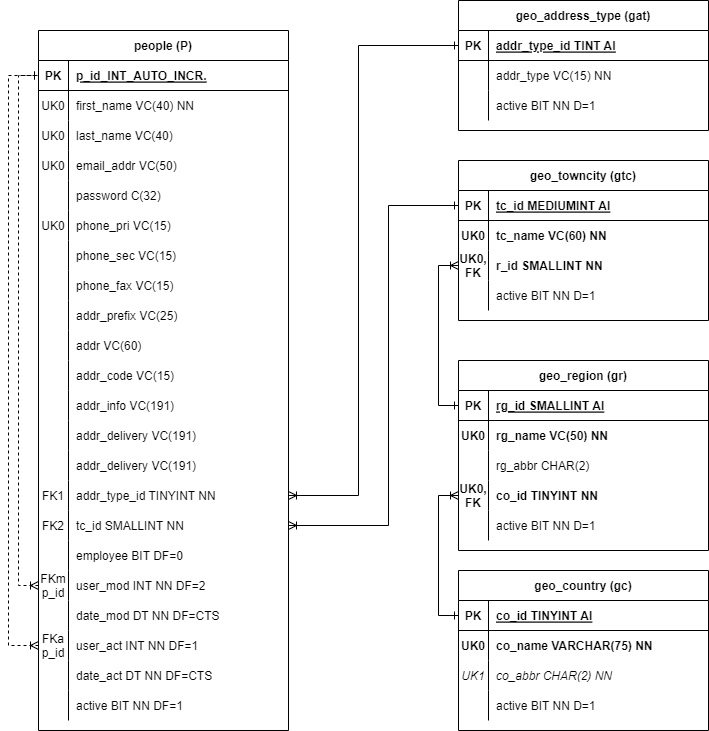 people (P)
PK p_id_INT_AUTO_INCR.
UK0 first_name VC(40) NN
UK0 last_name VC(40)
UK0 email_addr VC(50)
password C(32)
UK0 phone_pri VC(15)
phone_sec VC(15)
phone_fax VC(15)
addr_prefix VC(25)
addr VC(60)
addr_code VC(15)
addr_info VC(191)
addr_delivery VC(191)
addr_delivery VC(191)
FK1 addr_type_id TINYINT NN
FK2 tc_id SMALLINT NN
employee BIT DF=0
FKm
p_id user_mod INT NN DF=2
date_mod DT NN DF=CTS
FKa
p_id user_act INT NN DF=1
date_act DT NN DF=CTS
active BIT NN DF=1
geo_address_type (gat)
PK addr_type_id TINT AI
addr_type VC(15) NN
active BIT NN D=1
geo_towncity (gtc)
PK tc_id MEDIUMINT AI
UK0 tc_name VC(60) NN
UK0,
FK r_id SMALLINT NN
active BIT NN D=1
geo_region (gr)
PK rg_id SMALLINT AI
UK0 rg_name VC(50) NN
rg_abbr CHAR(2)
UK0,
FK co_id TINYINT NN
active BIT NN D=1
geo_country (gc)
PK co_id TINYINT AI
UK0 co_name VARCHAR(75) NN
UK1 co_abbr CHAR(2) NN
active BIT NN D=1